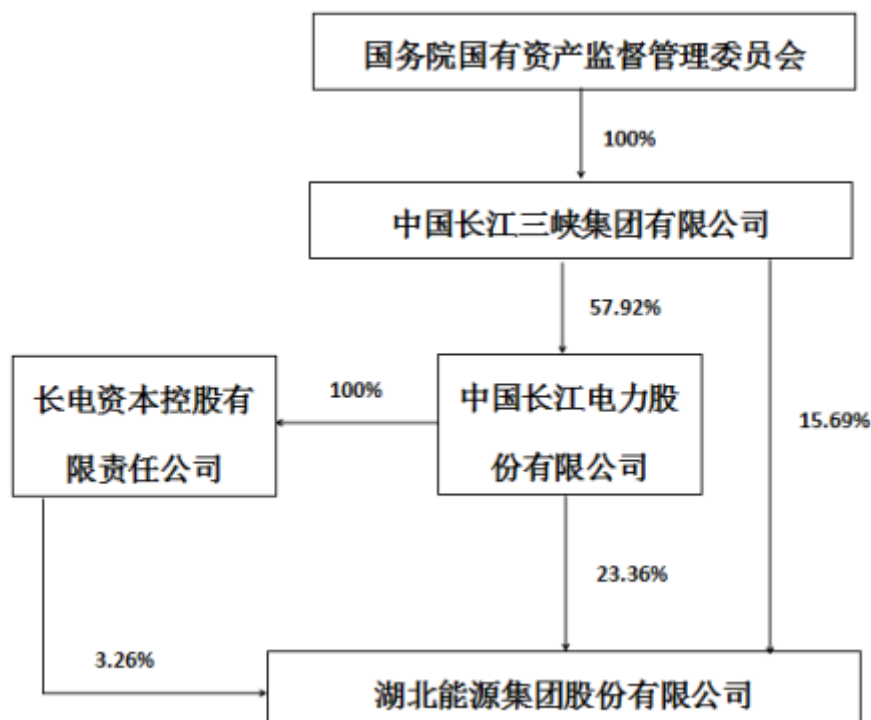 国务院国有资产监督管理委员会
100%
中国长江三峡集团有限公司
57.92%
长电资本控股有
限责任公司
100%
中国长江电力股
份有限公司
15.69%
23.36%
3.26%
湖北能源集团股份有限公司